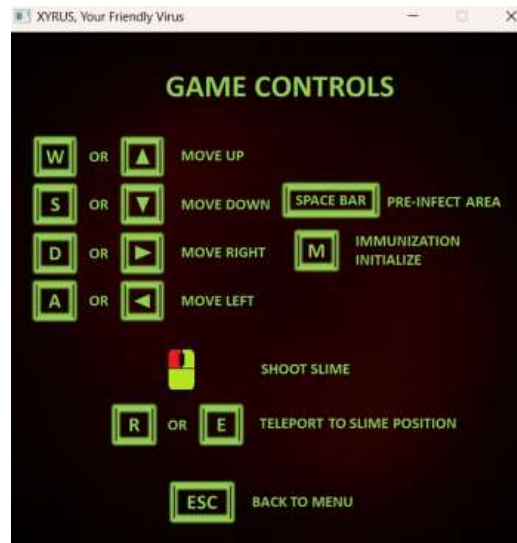 XYRUS, Your Friendly Virus
GAME CONTROLS
W OR MOVE UP
S OR MOVE DOWN
SPACE BAR PRE-INFECT AREA
D OR MOVE RIGHT
M IMMUNIZATION
INITIALIZE
A OR MOVE LEFT
SHOOT SLIME
R OR E TELEPORT TO SLIME POSITION
ESC BACK TO MENU